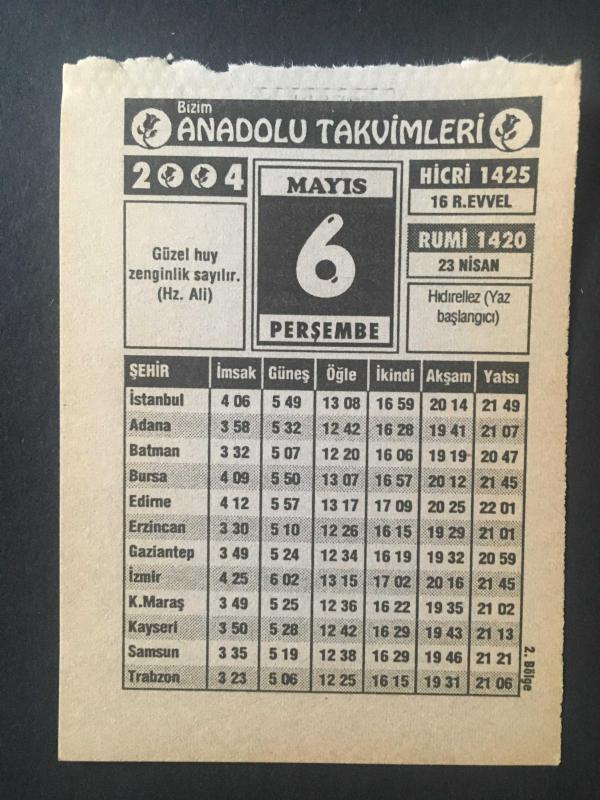 Bizim
ANADOLU TAKVİMLERİ
2004
MAYIS
6
PERŞEMBE
HİCRİ 1425
16 R.EVVEL
RUMİ 1420
23 NİSAN
Güzel huy
zenginlik sayılır.
(Hz. Ali)
Hıdırellez (Yaz
başlangıcı)
ŞEHİR İmsak Güneş Öğle İkindi Akşam Yatsı
İstanbul 4 06 5 49 13 08 16 59 20 14 21 49
Adana 3 58 5 32 12 42 16 28 19 41 21 07
Batman 3 32 5 07 12 20 16 06 19 19 20 47
Bursa 4 09 5 50 13 07 16 57 20 12 21 45
Edirne 4 12 5 57 13 17 17 09 20 25 22 01
Erzincan 3 30 5 10 12 26 16 15 19 29 21 01
Gaziantep 3 49 5 24 12 34 16 19 19 32 20 59
İzmir 4 25 6 02 13 15 17 02 20 16 21 45
K.Maraş 3 49 5 25 12 36 16 22 19 35 21 02
Kayseri 3 50 5 28 12 42 16 29 19 43 21 13
Samsun 3 35 5 19 12 38 16 29 19 46 21 21
Trabzon 3 23 5 06 12 25 16 15 19 31 21 06
2. Bölge